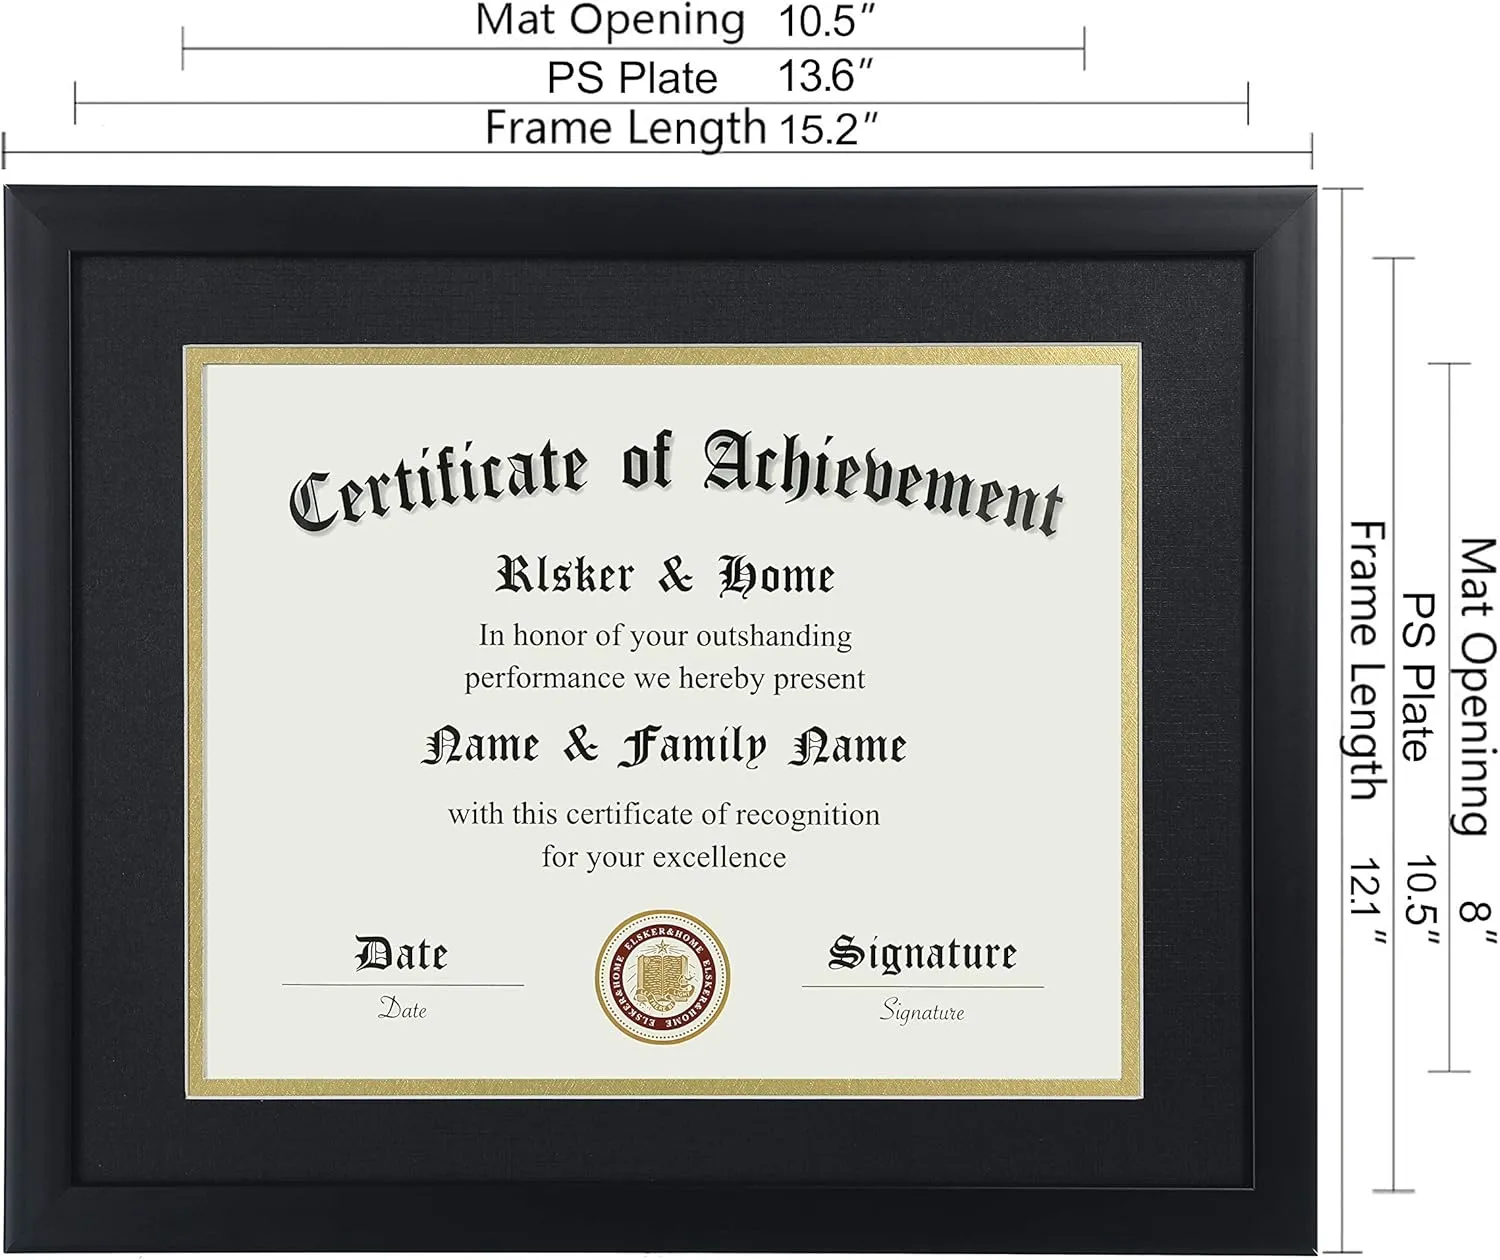 Mat Opening 10.5″
PS Plate 13.6″
Frame Length 15.2″
Certificate of Achievement
Rlsker & Home
In honor of your outshanding
performance we hereby present
Name & Family Name
with this certificate of recognition
for your excellence
Date
Date
ELSKER&HOME ELSKER&HOME ELSKER&HOME
Signature
Signature
Frame Length 12.1″
PS Plate 10.5″
Mat Openinng 8″